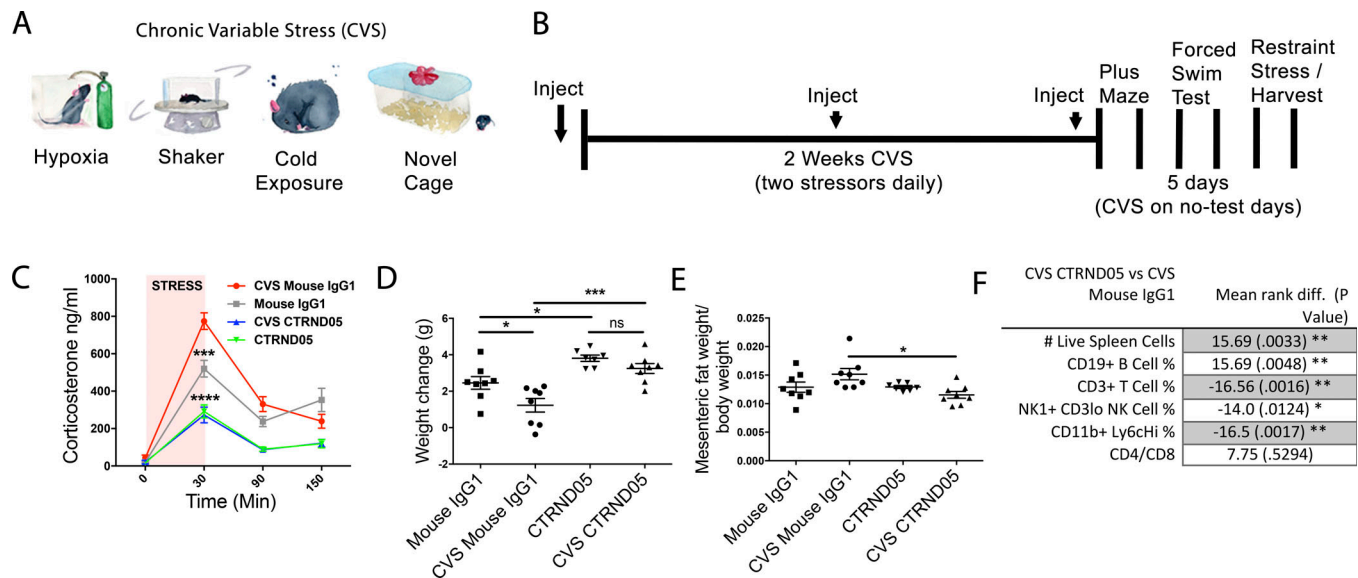 A
Chronic Variable Stress (CVS)
Hypoxia
Shaker
Cold
Exposure
Novel
Cage
B
Inject
Inject
Inject
Plus
Maze
Forced
Swim
Test
Restraint
Stress /
Harvest
2 Weeks CVS
(two stressors daily)
5 days
(CVS on no-test days)
C
Corticosterone ng/ml
1000
800
600
400
200
0
STRESS
***
****
CVS Mouse IgG1
Mouse IgG1
CVS CTRND05
CTRND05
0
30
90
150
Time (Min)
D
Weight change (g)
6
4
2
0
-2
***
*
*
ns
Mouse IgG1
CVS Mouse IgG1
CTRND05
CVS CTRND05
E
Mesenteric fat weight/
body weight
0.025
0.020
0.015
0.010
0.005
0.000
*
Mouse IgG1
CVS Mouse IgG1
CTRND05
CVS CTRND05
F
CVS CTRND05 vs CVS
Mouse IgG1
Mean rank diff. (P
Value)
# Live Spleen Cells 15.69 (.0033) **
CD19+ B Cell % 15.69 (.0048) **
CD3+ T Cell % -16.56 (.0016) **
NK1+ CD3lo NK Cell % -14.0 (.0124) *
CD11b+ Ly6cHi % -16.5 (.0017) **
CD4/CD8 7.75 (.5294)